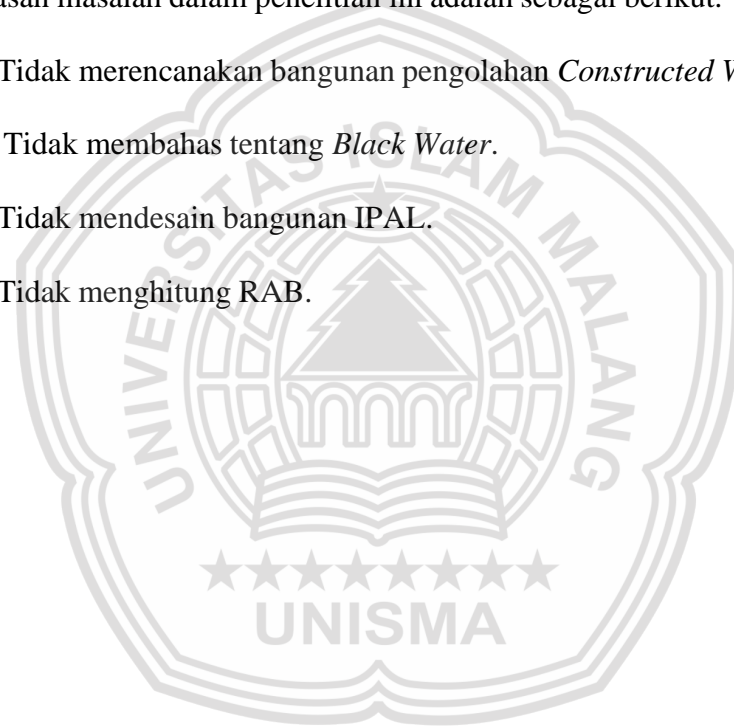 asan masalah dalam penelitian ini adalah sebagai berikut.
Tidak merencanakan bangunan pengolahan Constructed W
Tidak membahas tentang Black Water.
Tidak mendesain bangunan IPAL.
Tidak menghitung RAB.
UNIVERSITAS ISLAM MALANG
UNISMA